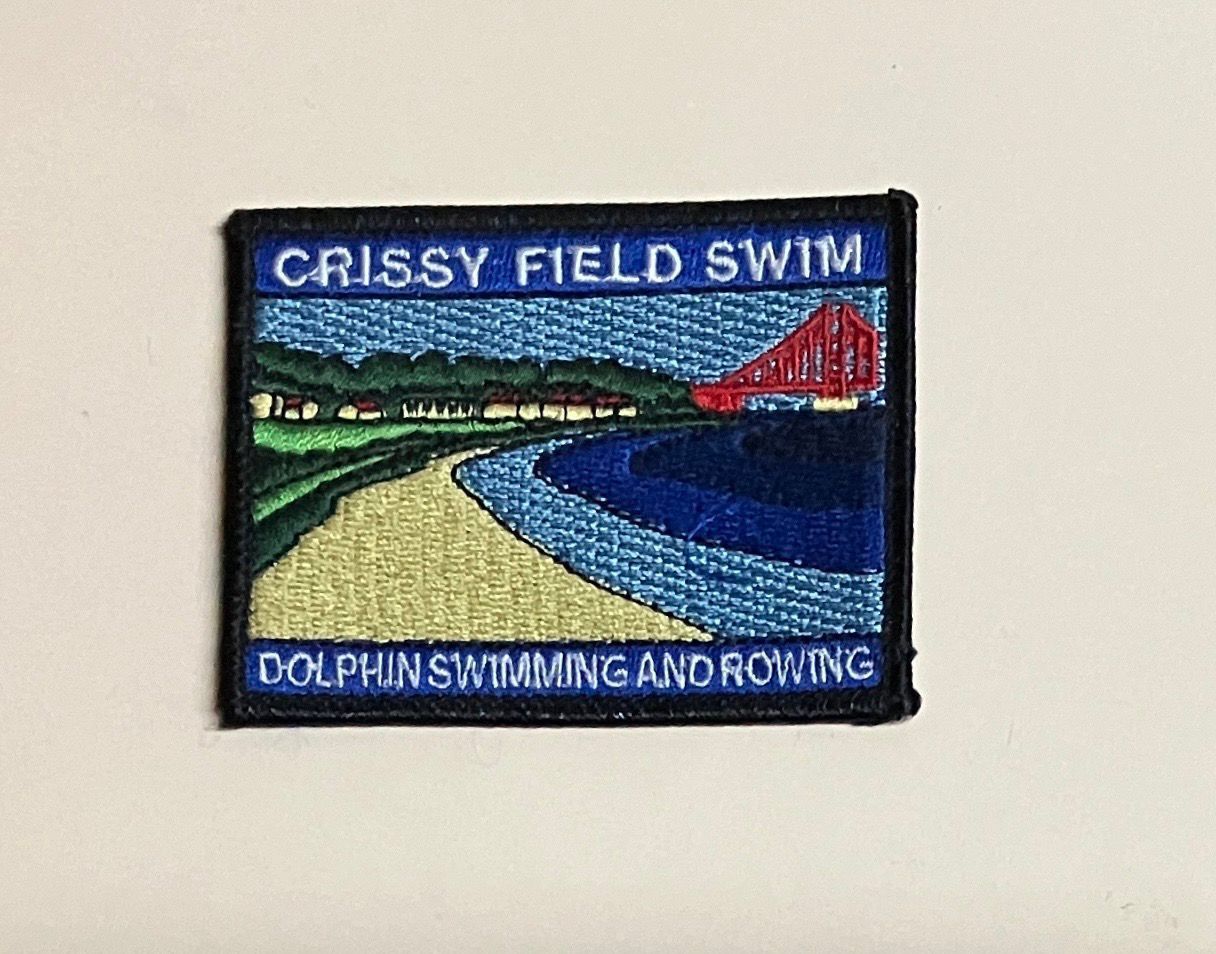 CRISSY FIELD SWIM
DOLPHIN SWIMMING AND ROWING